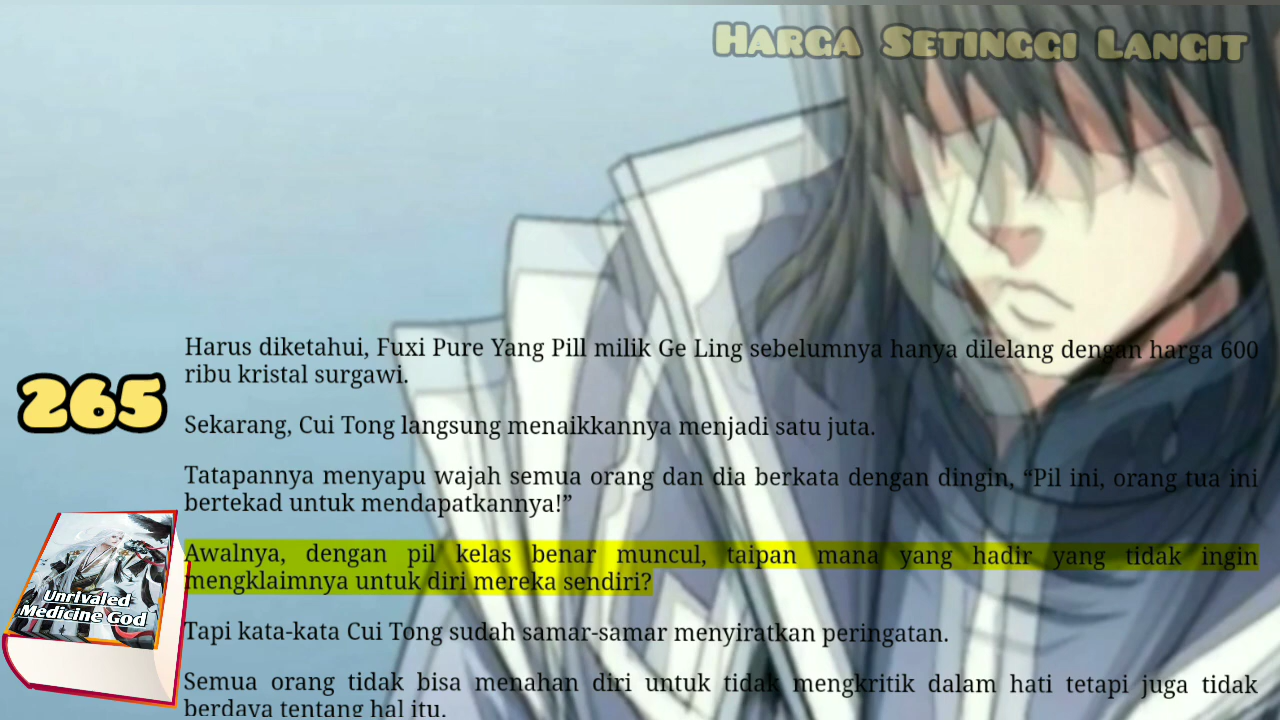 Harga Setinggi Langit
Harus diketahui, Fuxi Pure Yang Pill milik Ge Ling sebelumnya hanya dilelang dengan harga 600
ribu kristal surgawi.
265
Sekarang, Cui Tong langsung menaikkannya menjadi satu juta.
Tatapannya menyapu wajah semua orang dan dia berkata dengan dingin, “Pil ini, orang tua ini
bertekad untuk mendapatkannya!”
Awalnya, dengan pil kelas benar muncul, taipan mana yang hadir yang tidak ingin
mengklaimnya untuk diri mereka sendiri?
Unrivaled
Medicine God
Tapi kata-kata Cui Tong sudah samar-samar menyiratkan peringatan.
Semua orang tidak bisa menahan diri untuk tidak mengkritik dalam hati tetapi juga tidak
berdaya tentang hal itu.